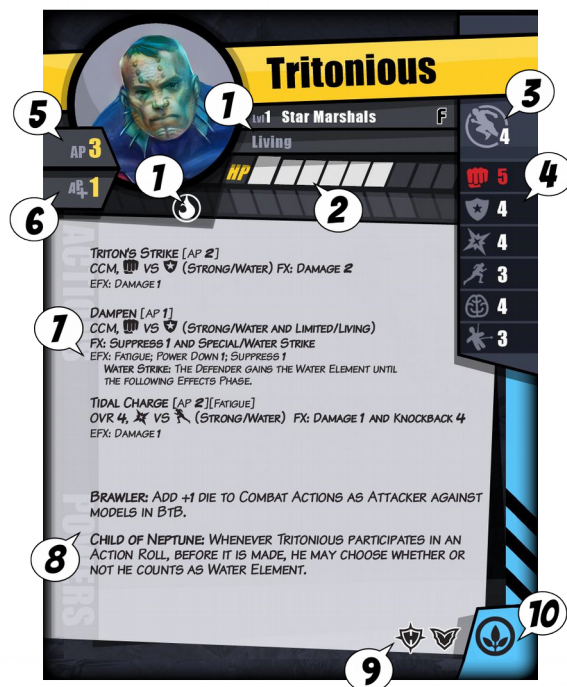 Tritonious
1
Lvl1 Star Marshals F
Living
3
4
5
AP 3
AP+ 1
6
1
HP
2
5
4
4
4
3
4
3
ACTIONS
TRITON'S STRIKE [AP 2]
CCM, VS (STRONG/WATER) FX: DAMAGE 2
EFX: DAMAGE 1
7
DAMPEN [AP 1]
CCM, VS (STRONG/WATER AND LIMITED/LIVING)
FX: SUPPRESS 1 AND SPECIAL/WATER STRIKE
EFX: FATIGUE; POWER DOWN 1; SUPPRESS 1
WATER STRIKE: THE DEFENDER GAINS THE WATER ELEMENT UNTIL
THE FOLLOWING EFFECTS PHASE.
TIDAL CHARGE [AP 2][FATIGUE]
OVR 4, VS (STRONG/WATER) FX: DAMAGE 1 AND KNOCKBACK 4
EFX: DAMAGE 1
POWERS
BRAWLER: ADD +1 DIE TO COMBAT ACTIONS AS ATTACKER AGAINST
MODELS IN BTB.
8
CHILD OF NEPTUNE: WHENEVER TRITONIOUS PARTICIPATES IN AN
ACTION ROLL, BEFORE IT IS MADE, HE MAY CHOOSE WHETHER OR
NOT HE COUNTS AS WATER ELEMENT.
9
10